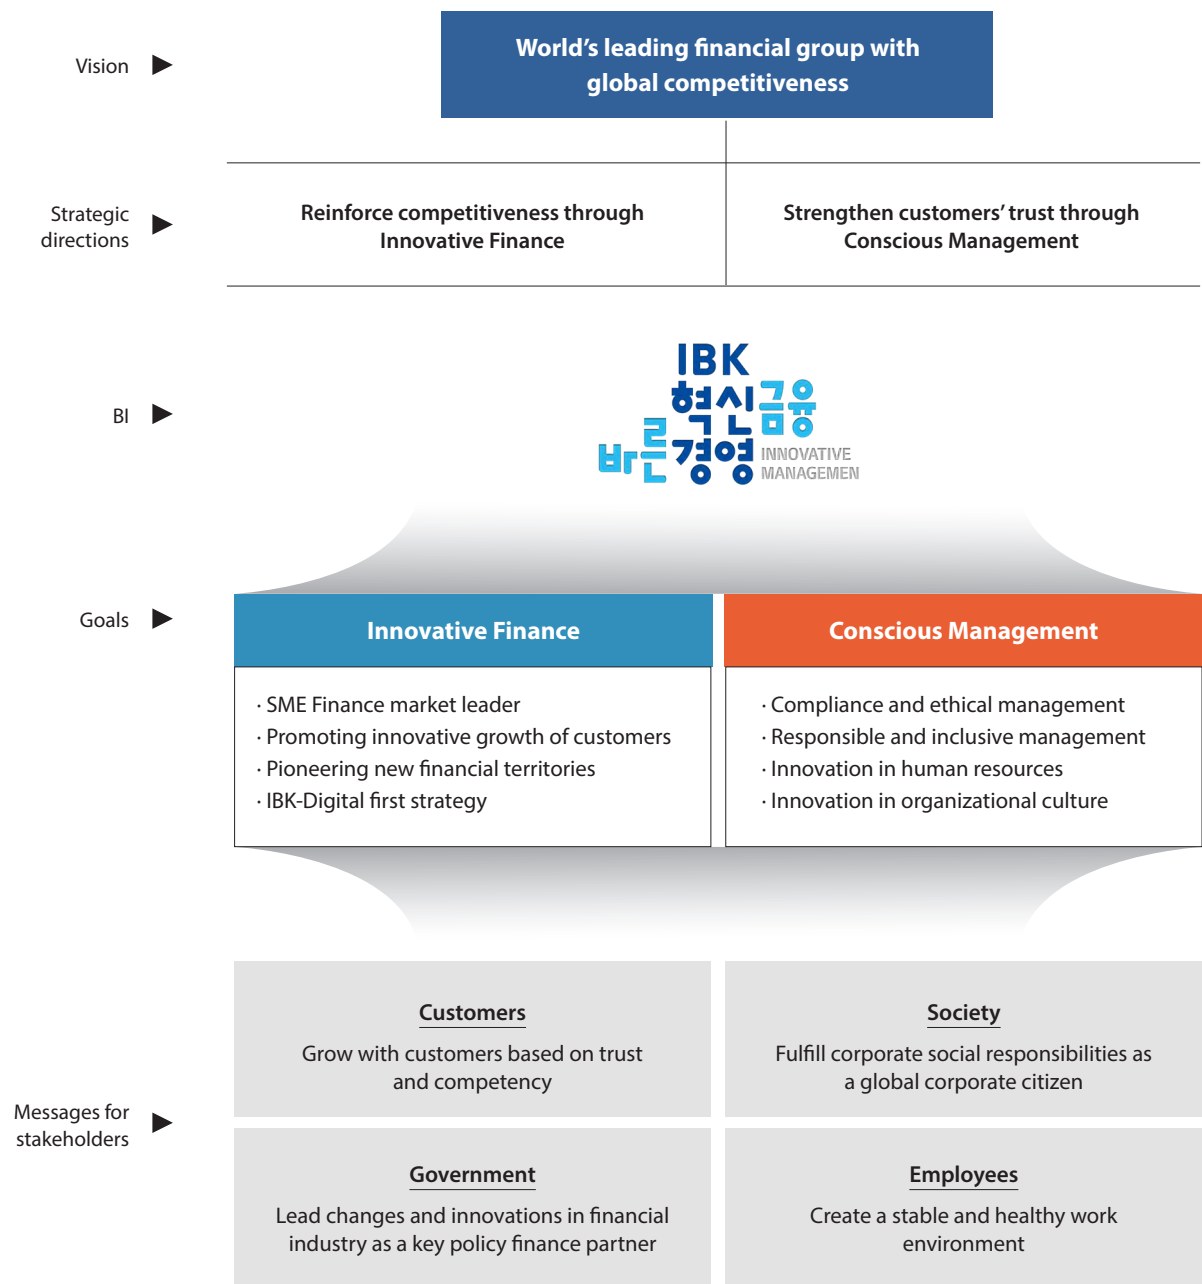 Vision ▶
World's leading financial group with
global competitiveness
Strategic
directions ▶
Reinforce competitiveness through
Innovative Finance
Strengthen customers' trust through
Conscious Management
BI ▶
IBK
혁신금융
바른경영
INNOVATIVE
MANAGEMEN
Goals ▶
Innovative Finance
· SME Finance market leader
· Promoting innovative growth of customers
· Pioneering new financial territories
· IBK-Digital first strategy
Conscious Management
· Compliance and ethical management
· Responsible and inclusive management
· Innovation in human resources
· Innovation in organizational culture
Messages for
stakeholders ▶
Customers
Grow with customers based on trust
and competency
Society
Fulfill corporate social responsibilities as
a global corporate citizen
Government
Lead changes and innovations in financial
industry as a key policy finance partner
Employees
Create a stable and healthy work
environment